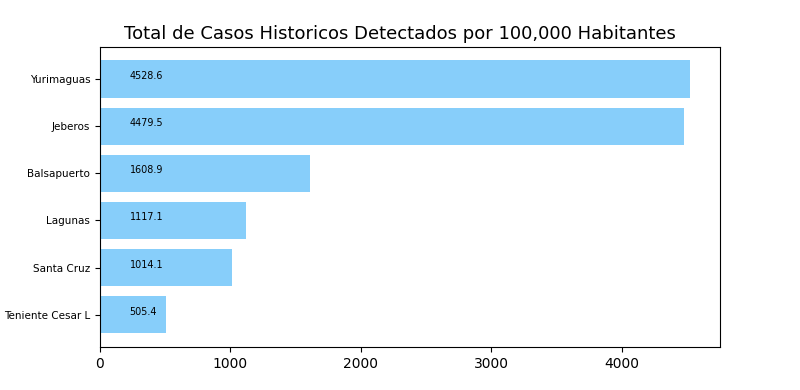 Total de Casos Historicos Detectados por 100,000 Habitantes
Yurimaguas 4528.6
Jeberos 4479.5
Balsapuerto 1608.9
Lagunas 1117.1
Santa Cruz 1014.1
Teniente Cesar L 505.4
0 1000 2000 3000 4000